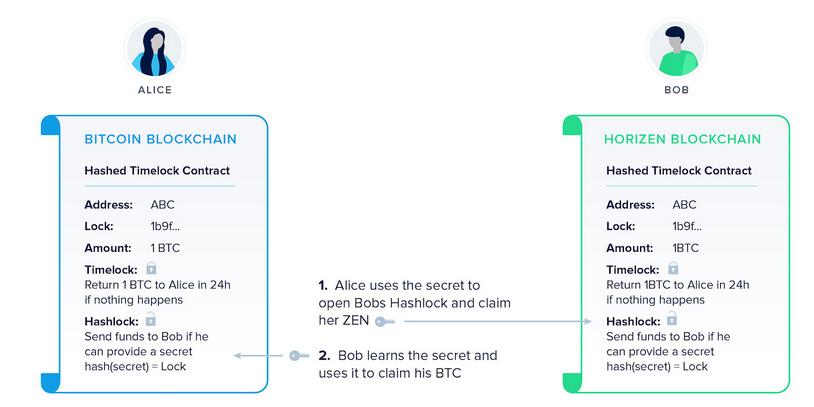 ALICE
BOB
BITCOIN BLOCKCHAIN
Hashed Timelock Contract
Address: ABC
Lock: 1b9f...
Amount: 1 BTC
Timelock:
Return 1 BTC to Alice in 24h
if nothing happens
Hashlock:
Send funds to Bob if he
can provide a secret
hash(secret) = Lock
1. Alice uses the secret to
open Bobs Hashlock and claim
her ZEN
2. Bob learns the secret and
uses it to claim his BTC
HORIZEN BLOCKCHAIN
Hashed Timelock Contract
Address: ABC
Lock: 1b9f...
Amount: 1BTC
Timelock:
Return 1BTC to Alice in 24h
if nothing happens
Hashlock:
Send funds to Bob if he
can provide a secret
hash(secret) = Lock